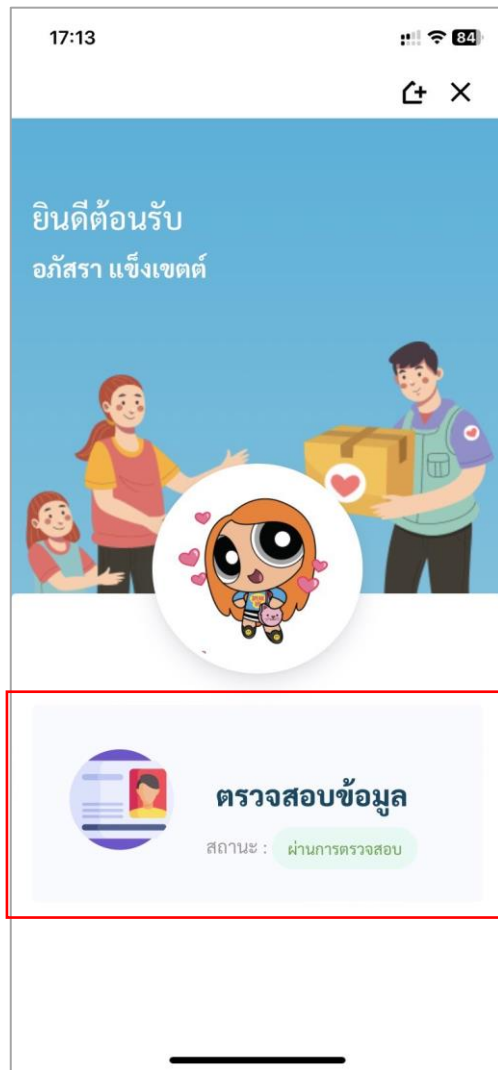 17:13
84
ยินดีต้อนรับ
อภัสรา แข็งเขตต์
ตรวจสอบข้อมูล
สถานะ : ผ่านการตรวจสอบ